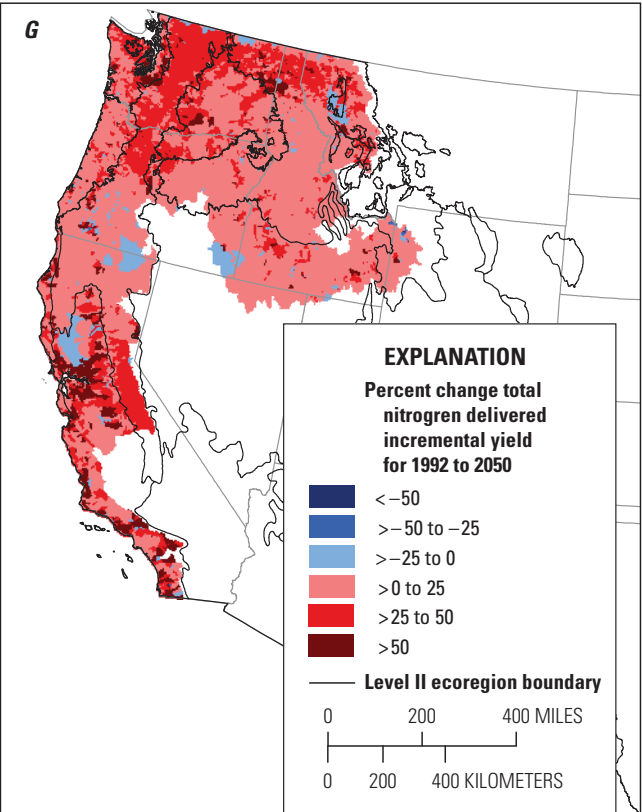 G
EXPLANATION
Percent change total
nitrogren delivered
incremental yield
for 1992 to 2050
< –50
>–50 to –25
>–25 to 0
>0 to 25
>25 to 50
>50
Level II ecoregion boundary
0 200 400 MILES
0 200 400 KILOMETERS